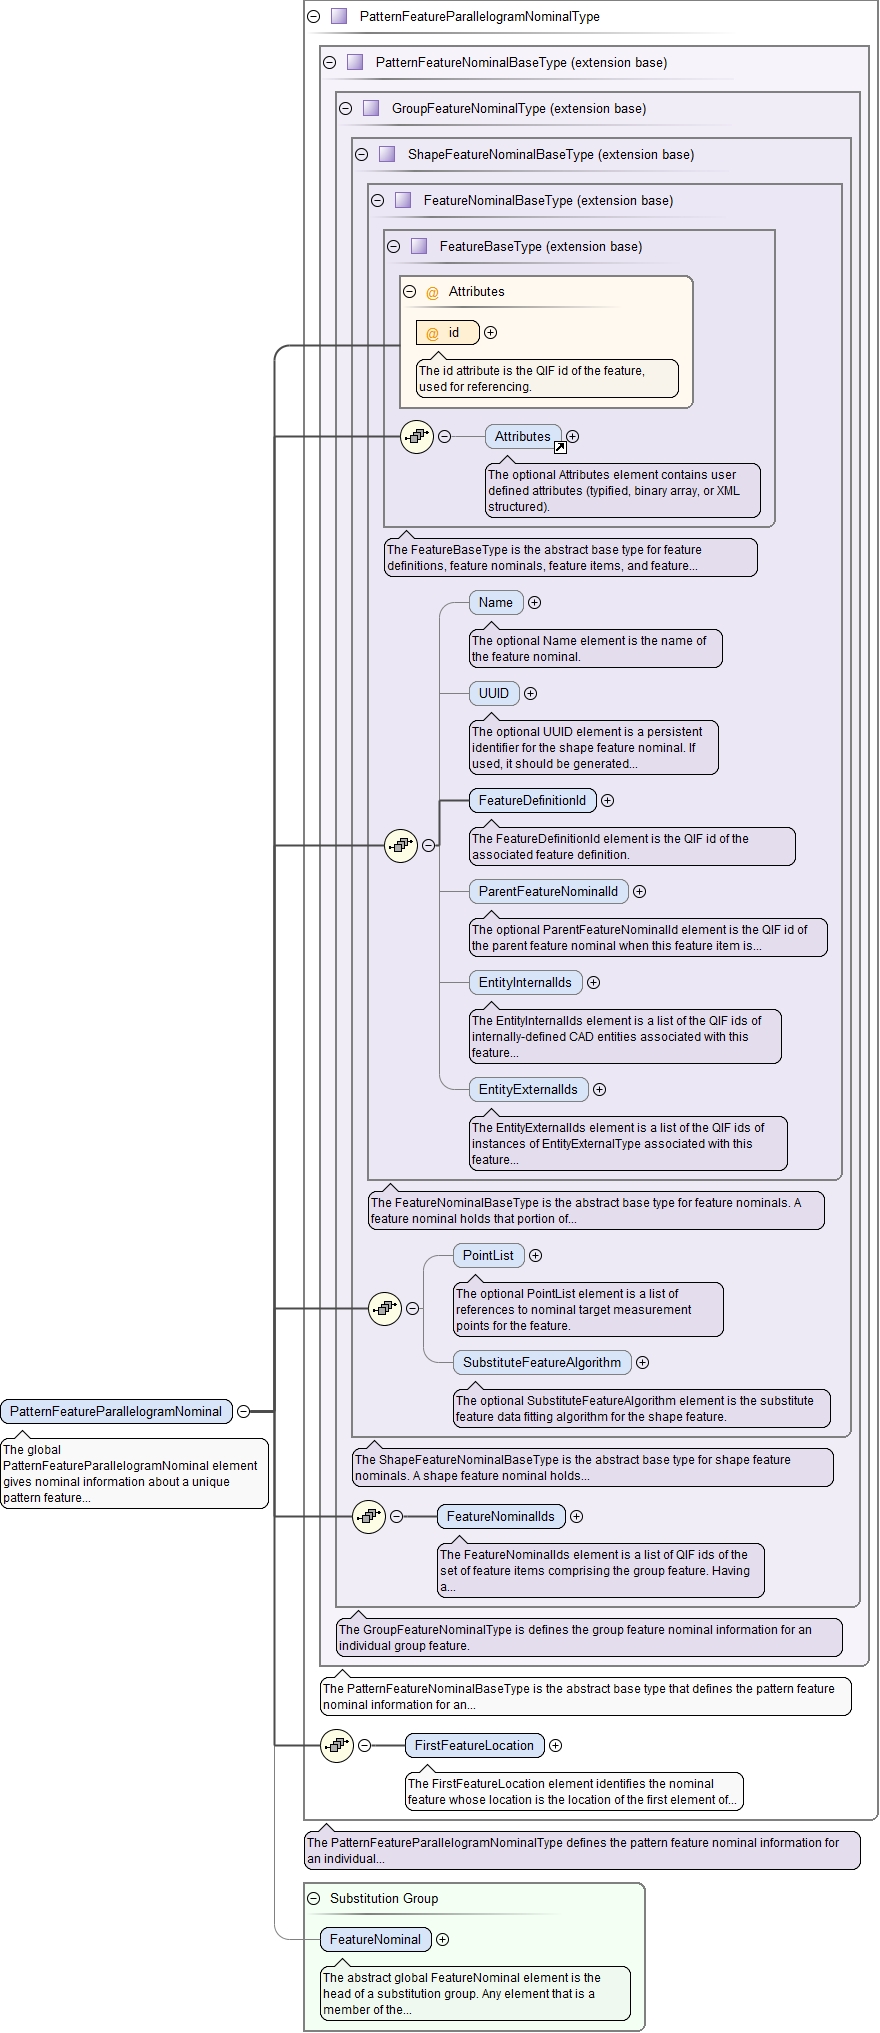 PatternFeatureParallelogramNominalType
PatternFeatureNominalBaseType (extension base)
GroupFeatureNominalType (extension base)
ShapeFeatureNominalBaseType (extension base)
FeatureNominalBaseType (extension base)
FeatureBaseType (extension base)
@ Attributes
@ id
The id attribute is the QIF id of the feature,
used for referencing.
Attributes
The optional Attributes element contains user
defined attributes (typified, binary array, or XML
structured).
The FeatureBaseType is the abstract base type for feature
definitions, feature nominals, feature items, and feature...
Name
The optional Name element is the name of
the feature nominal.
UUID
The optional UUID element is a persistent
identifier for the shape feature nominal. If
used, it should be generated...
FeatureDefinitionId
The FeatureDefinitionId element is the QIF id of the
associated feature definition.
ParentFeatureNominalId
The optional ParentFeatureNominalId element is the QIF id of
the parent feature nominal when this feature item is...
EntityInternalIds
The EntityInternalIds element is a list of the QIF ids of
internally-defined CAD entities associated with this
feature...
EntityExternalIds
The EntityExternalIds element is a list of the QIF ids of
instances of EntityExternalType associated with this
feature...
The FeatureNominalBaseType is the abstract base type for feature nominals. A
feature nominal holds that portion of...
PointList
The optional PointList element is a list of
references to nominal target measurement
points for the feature.
SubstituteFeatureAlgorithm
The optional SubstituteFeatureAlgorithm element is the substitute
feature data fitting algorithm for the shape feature.
PatternFeatureParallelogramNominal
The global
PatternFeatureParallelogramNominal element
gives nominal information about a unique
pattern feature...
The ShapeFeatureNominalBaseType is the abstract base type for shape feature
nominals. A shape feature nominal holds...
FeatureNominalIds
The FeatureNominalIds element is a list of QIF ids of the
set of feature items comprising the group feature. Having
a...
The GroupFeatureNominalType is defines the group feature nominal information for an
individual group feature.
The PatternFeatureNominalBaseType is the abstract base type that defines the pattern feature
nominal information for an...
FirstFeatureLocation
The FirstFeatureLocation element identifies the nominal
feature whose location is the location of the first element of...
The PatternFeatureParallelogramNominalType defines the pattern feature nominal information for
an individual...
Substitution Group
FeatureNominal
The abstract global FeatureNominal element is the
head of a substitution group. Any element that is a
member of the...